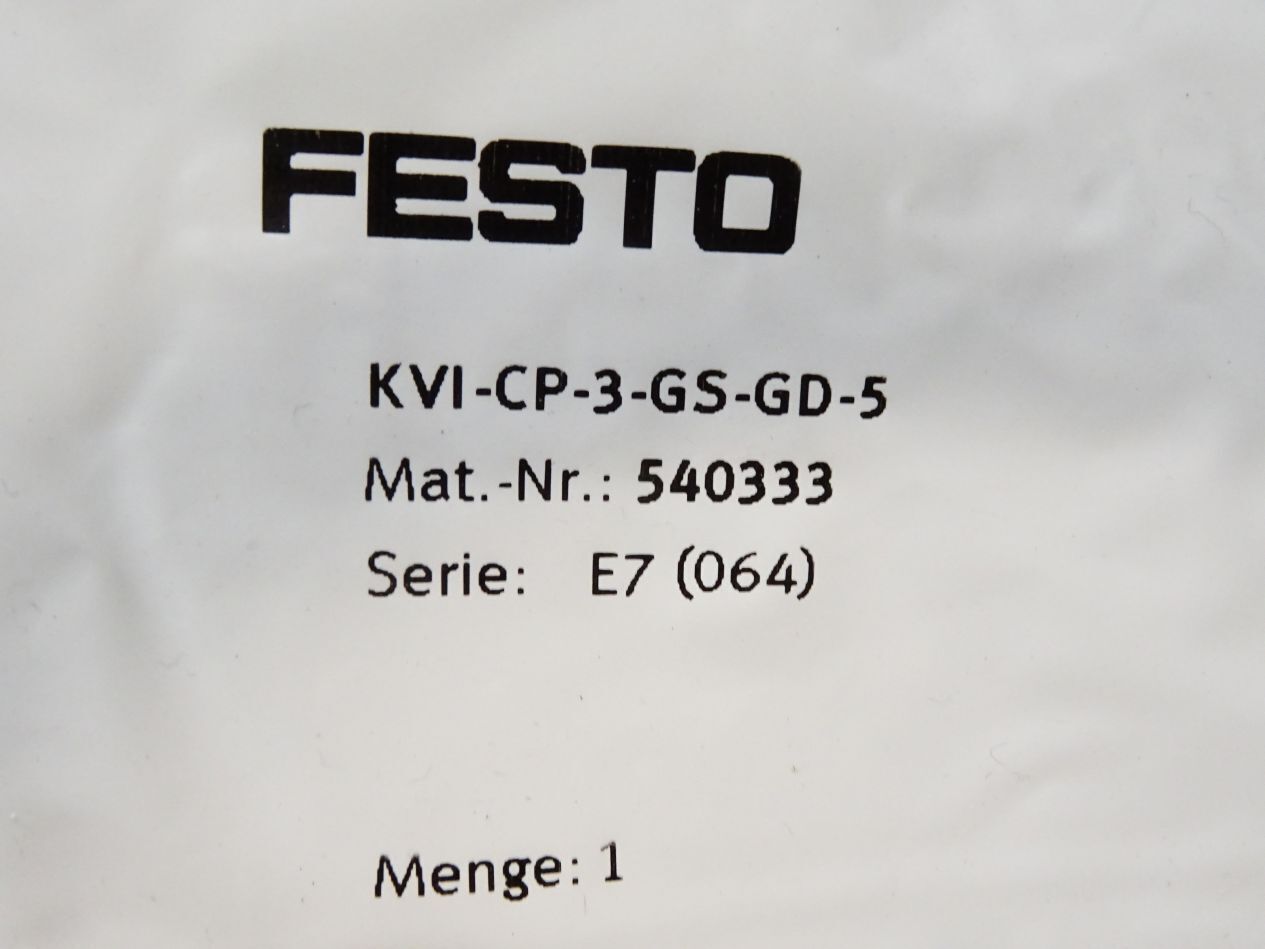 FESTO
KVI-CP-3-GS-GD-5
Mat.-Nr.: 540333
Serie: E7 (064)
Menge: 1